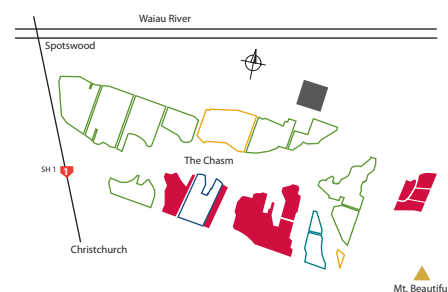 Waiau River
Spotswood
The Chasm
SH 1
1
Christchurch
Mt. Beautifu